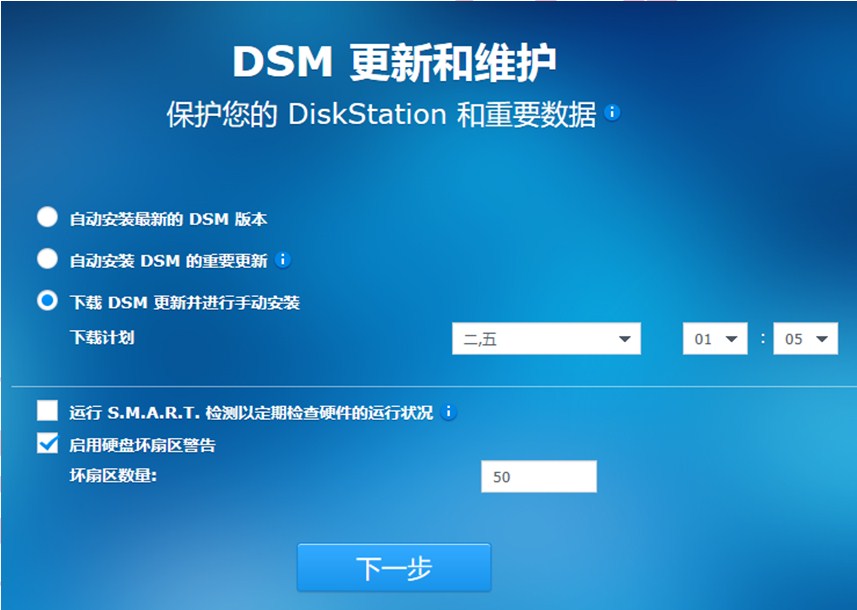 DSM 更新和维护
保护您的 DiskStation 和重要数据
自动安装最新的 DSM 版本
自动安装 DSM 的重要更新
下载 DSM 更新并进行手动安装
下载计划 二,五 01 : 05
运行 S.M.A.R.T. 检测以定期检查硬件的运行状况
启用硬盘坏扇区警告
坏扇区数量: 50
下一步